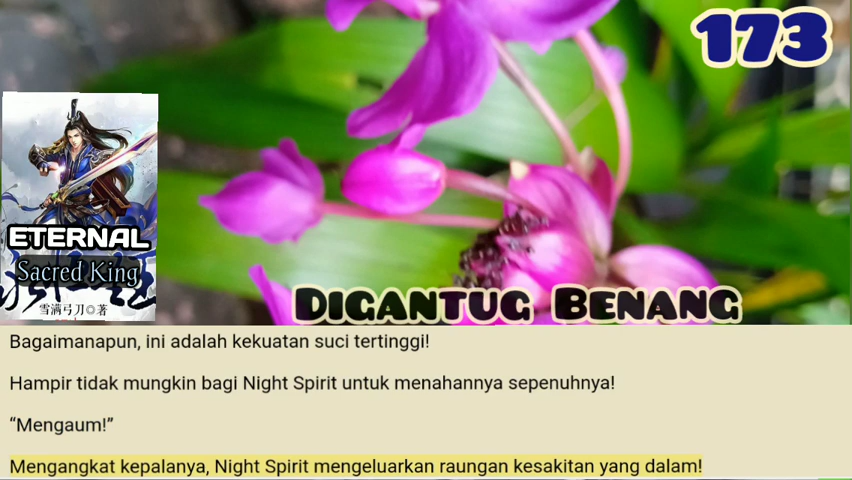 173
ETERNAL
Sacred King
雪满弓刀◎著
DIGANTUG BENANG
Bagaimanapun, ini adalah kekuatan suci tertinggi!
Hampir tidak mungkin bagi Night Spirit untuk menahannya sepenuhnya!
“Mengaum!”
Mengangkat kepalanya, Night Spirit mengeluarkan raungan kesakitan yang dalam!